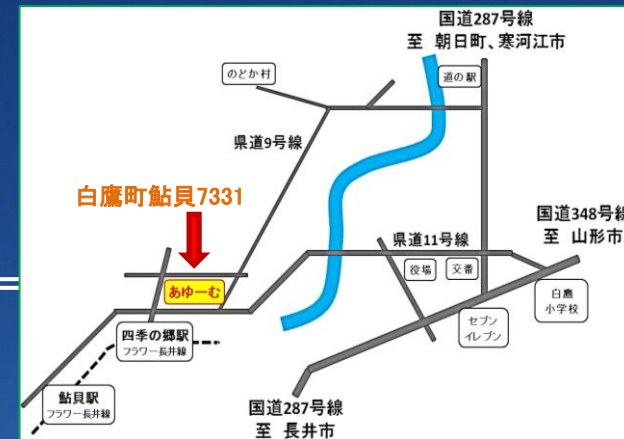 国道287号線
至 朝日町、寒河江市
のどか村
道の駅
県道9号線
白鷹町鮎貝7331
国道348号線
至 山形市
県道11号線
役場
交番
あゆーむ
白鷹
小学校
セブン
イレブン
四季の郷駅
フラワー長井線
鮎貝駅
フラワー長井線
国道287号線
至 長井市